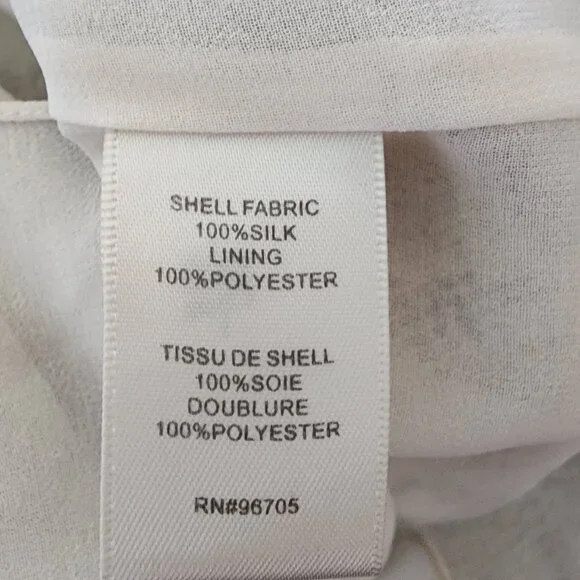 SHELL FABRIC
100%SILK
LINING
100%POLYESTER
TISSU DE SHELL
100%SOIE
DOUBLURE
100%POLYESTER
RN#96705